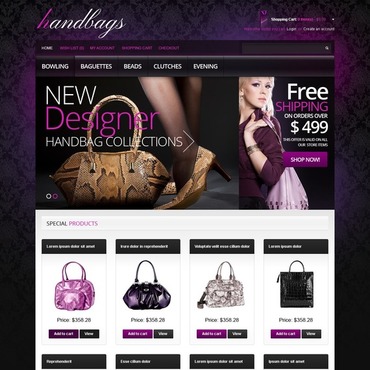 handbags
Shopping Cart
Login or Create an account
HOME WISH LIST (0) MY ACCOUNT SHOPPING CART CHECKOUT
BOWLING BAGUETTES BEADS CLUTCHES EVENING
NEW
Designer
HANDBAG COLLECTIONS
Free
SHIPPING
ON ORDERS OVER
$ 499
THIS OFFER IS VALID ON ALL
OUR STORE ITEMS
SHOP NOW!
SPECIAL PRODUCTS
Lorem ipsum dolor sit amet
Irure dolor in reprehenderit
Voluptate velit esse cillum dolor
Lorem ipsum dolor
Price: $358.28
Add to cart View
Price: $358.28
Add to cart View
Price: $358.28
Add to cart View
Price: $358.28
Add to cart View
Reprehenderit
Esse cillum dolor
Lorem ipsum dolor sit amet
Ipsum dolor